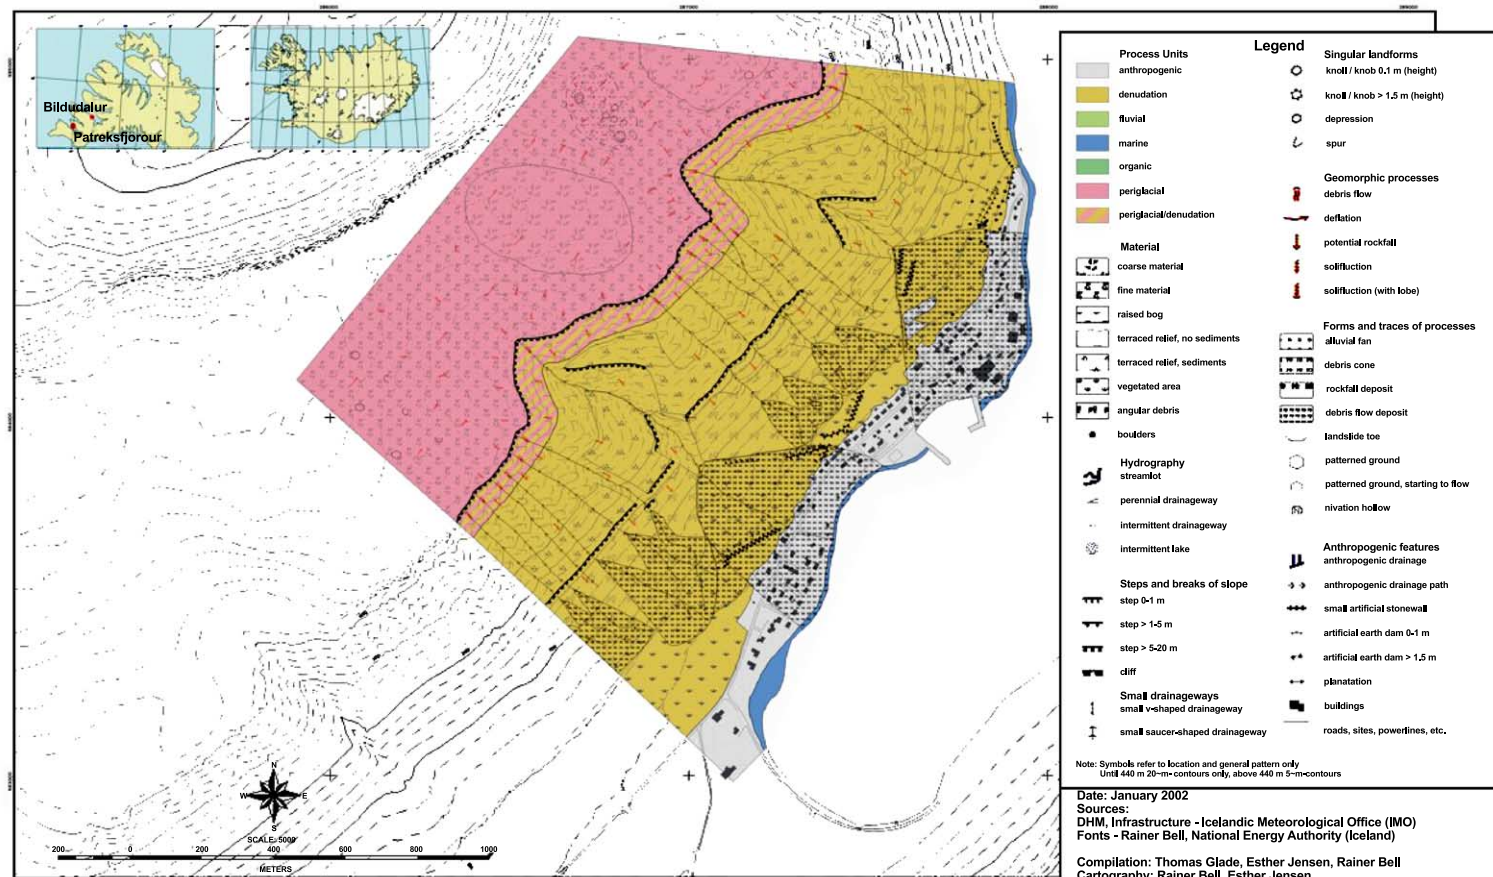 Bildudalur
Patreksfjorour
N
W
E
S
SCALE 5000
200 0 200 400 600 800 1000
METERS
Legend
Process Units
anthropogenic
denudation
fluvial
marine
organic
periglacial
periglacial/denudation
Material
coarse material
fine material
raised bog
terraced relief, no sediments
terraced relief, sediments
vegetated area
angular debris
boulders
Hydrography
streamlot
perennial drainageway
intermittent drainageway
intermittent lake
Steps and breaks of slope
step 0-1 m
step > 1-5 m
step > 5-20 m
cliff
Small drainageways
small v-shaped drainageway
small saucer-shaped drainageway
Singular landforms
knoll / knob 0.1 m (height)
knoll / knob > 1.5 m (height)
depression
spur
Geomorphic processes
debris flow
deflation
potential rockfall
solifluction
solifluction (with lobe)
Forms and traces of processes
alluvial fan
debris cone
rockfall deposit
debris flow deposit
landslide toe
patterned ground
patterned ground, starting to flow
nivation hollow
Anthropogenic features
anthropogenic drainage
anthropogenic drainage path
small artificial stonewall
artificial earth dam 0-1 m
artificial earth dam > 1.5 m
planatation
buildings
roads, sites, powerlines, etc.
Note: Symbols refer to location and general pattern only
Until 440 m 20-m-contours only, above 440 m 5-m-contours
Date: January 2002
Sources:
DHM, Infrastructure - Icelandic Meteorological Office (IMO)
Fonts - Rainer Bell, National Energy Authority (Iceland)
Compilation: Thomas Glade, Esther Jensen, Rainer Bell
Cartography: Rainer Bell, Esther Jensen